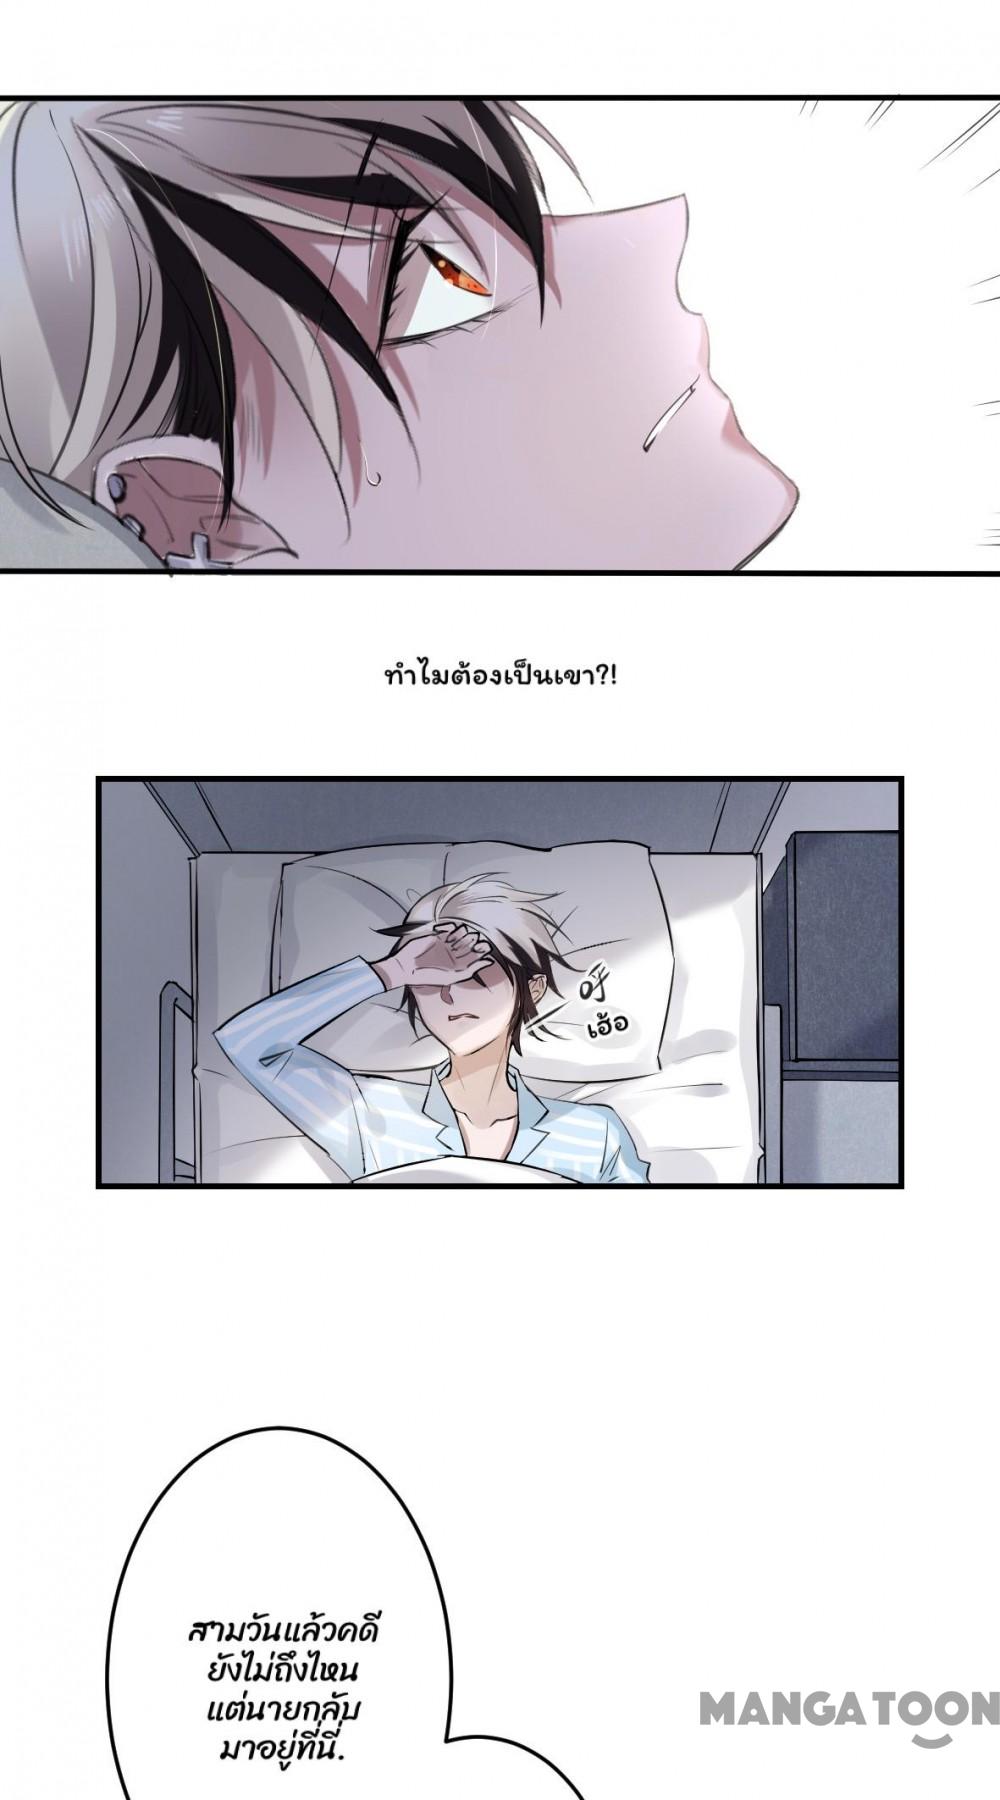 ทำไมต้องเป็นเขา?!
呼
เฮ้อ
สามวันแล้วคดี
ยังไม่ถึงไหน
แต่นายกลับ
มาอยู่ที่นี่.
MANGATOON